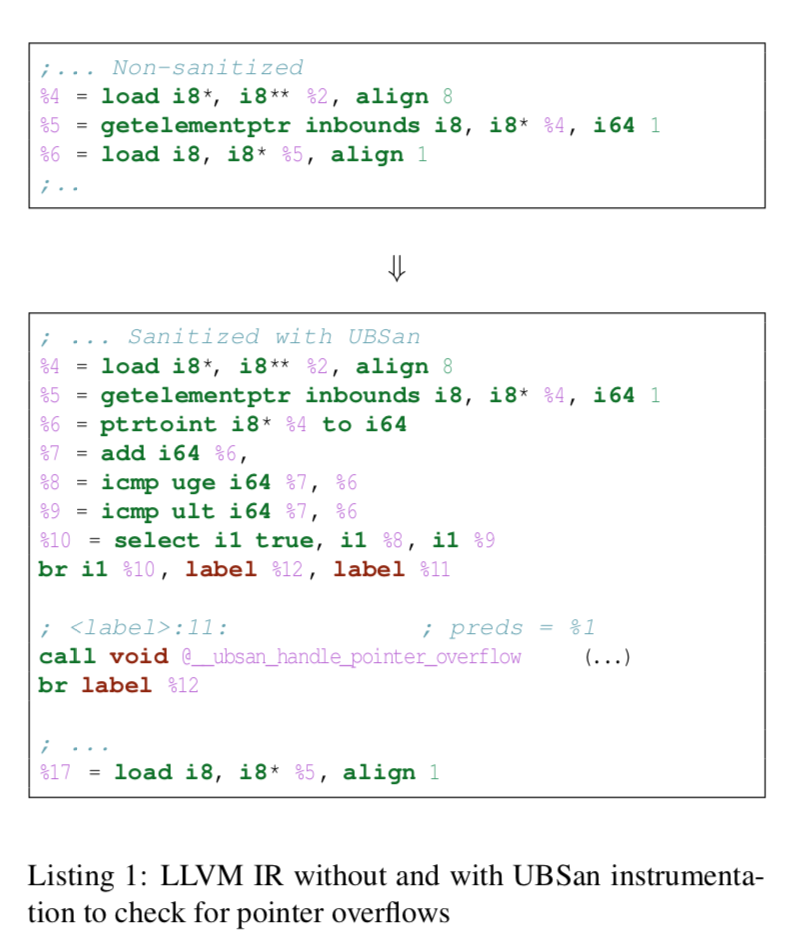 ;... Non-sanitized
%4 = load i8*, i8** %2, align 8
%5 = getelementptr inbounds i8, i8* %4, i64 1
%6 = load i8, i8* %5, align 1
;..
⇓
; ... Sanitized with UBSan
%4 = load i8*, i8** %2, align 8
%5 = getelementptr inbounds i8, i8* %4, i64 1
%6 = ptrtoint i8* %4 to i64
%7 = add i64 %6,
%8 = icmp uge i64 %7, %6
%9 = icmp ult i64 %7, %6
%10 = select i1 true, i1 %8, i1 %9
br i1 %10, label %12, label %11
; <label>:11: ; preds = %1
call void @__ubsan_handle_pointer_overflow (...)
br label %12
; ...
%17 = load i8, i8* %5, align 1
Listing 1: LLVM IR without and with UBSan instrumenta-
tion to check for pointer overflows